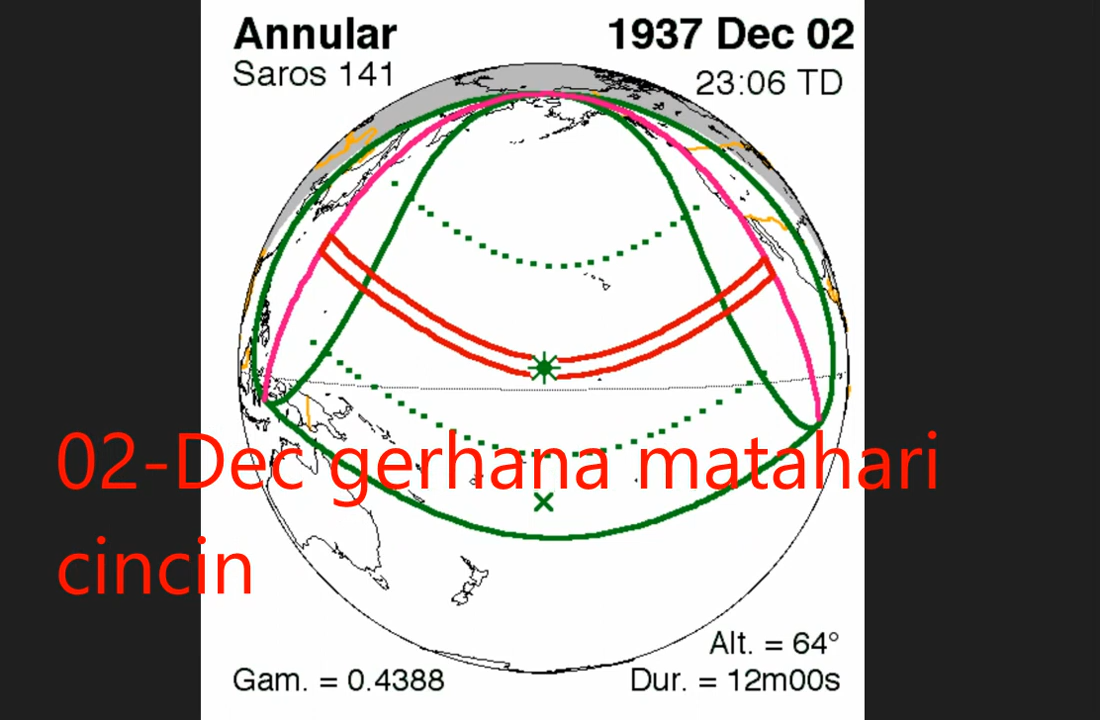 Annular 1937 Dec 02
Saros 141 23:06 TD
02-Dec gerhana matahari
cincin
Alt. = 64°
Gam. = 0.4388 Dur. = 12m00s